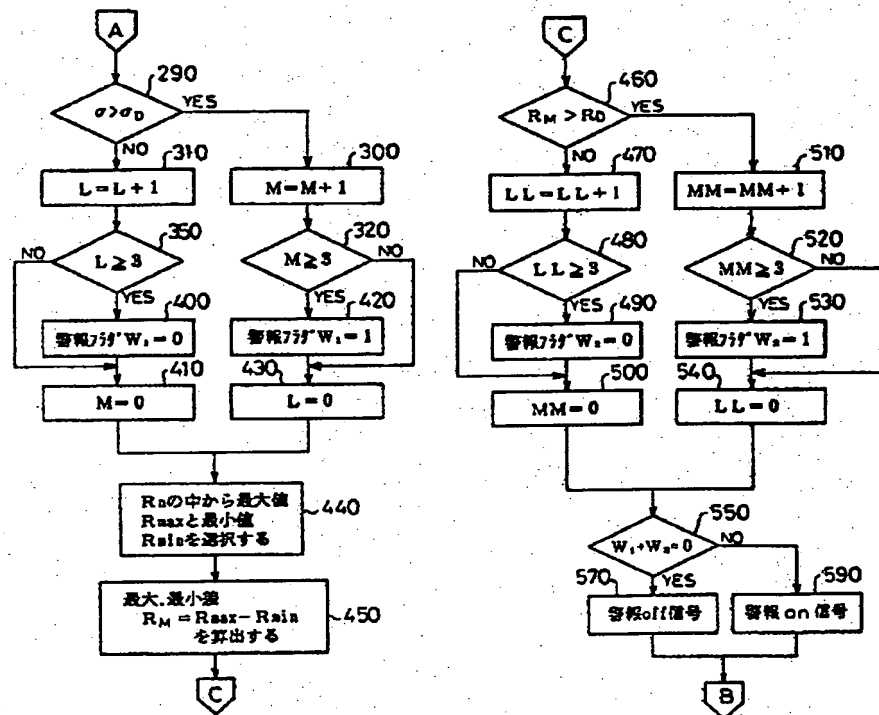 A
290
σ>σD
YES
NO
310
L=L+1
300
M=M+1
350
NO
L≧3
YES
320
M≧3
NO
YES
400
警報フラグW₁=0
420
警報フラグW₁=1
410
M=0
430
L=0
Rnの中から最大値
Rmaxと最小値
Rminを選択する
440
最大、最小差
RM=Rmax-Rmin
を算出する
450
C
C
460
RM>RD
YES
NO
470
LL=LL+1
510
MM=MM+1
480
NO
LL≧3
YES
520
MM≧3
NO
YES
490
警報フラグW₂=0
530
警報フラグW₂=1
500
MM=0
540
LL=0
550
W₁+W₂=0
NO
YES
570
警報off信号
590
警報on信号
B